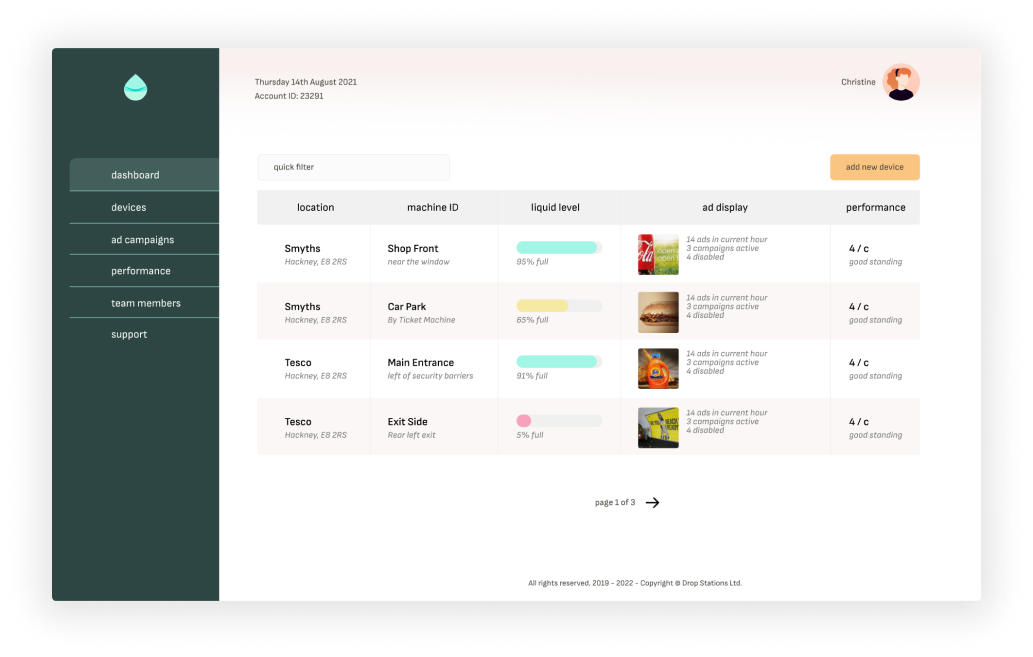 Thursday 14th August 2021
Account ID: 23291
Christine
dashboard
devices
ad campaigns
performance
team members
support
quick filter
add new device
location machine ID liquid level ad display performance
Smyths
Hackney, E8 2RS
Shop Front
near the window
95% full
14 ads in current hour
3 campaigns active
4 disabled
4 / c
good standing
Smyths
Hackney, E8 2RS
Car Park
By Ticket Machine
65% full
14 ads in current hour
3 campaigns active
4 disabled
4 / c
good standing
Tesco
Hackney, E8 2RS
Main Entrance
left of security barriers
91% full
14 ads in current hour
3 campaigns active
4 disabled
4 / c
good standing
Tesco
Hackney, E8 2RS
Exit Side
Rear left exit
5% full
14 ads in current hour
3 campaigns active
4 disabled
4 / c
good standing
page 1 of 3
All rights reserved, 2019 - 2022 - Copyright © Drop Stations Ltd.